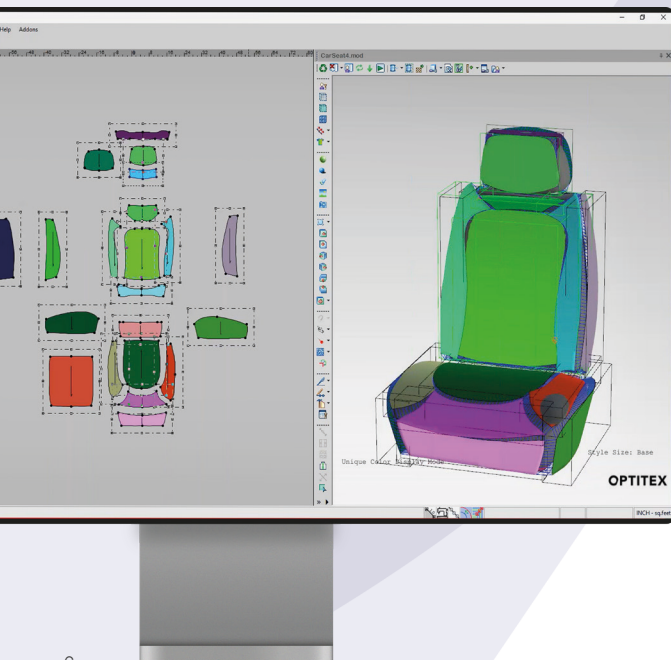 Help Addons
CarSeat4.mod
Style Size: Base
Unique Color Display Mode
OPTITEX
INCH - sq.feet